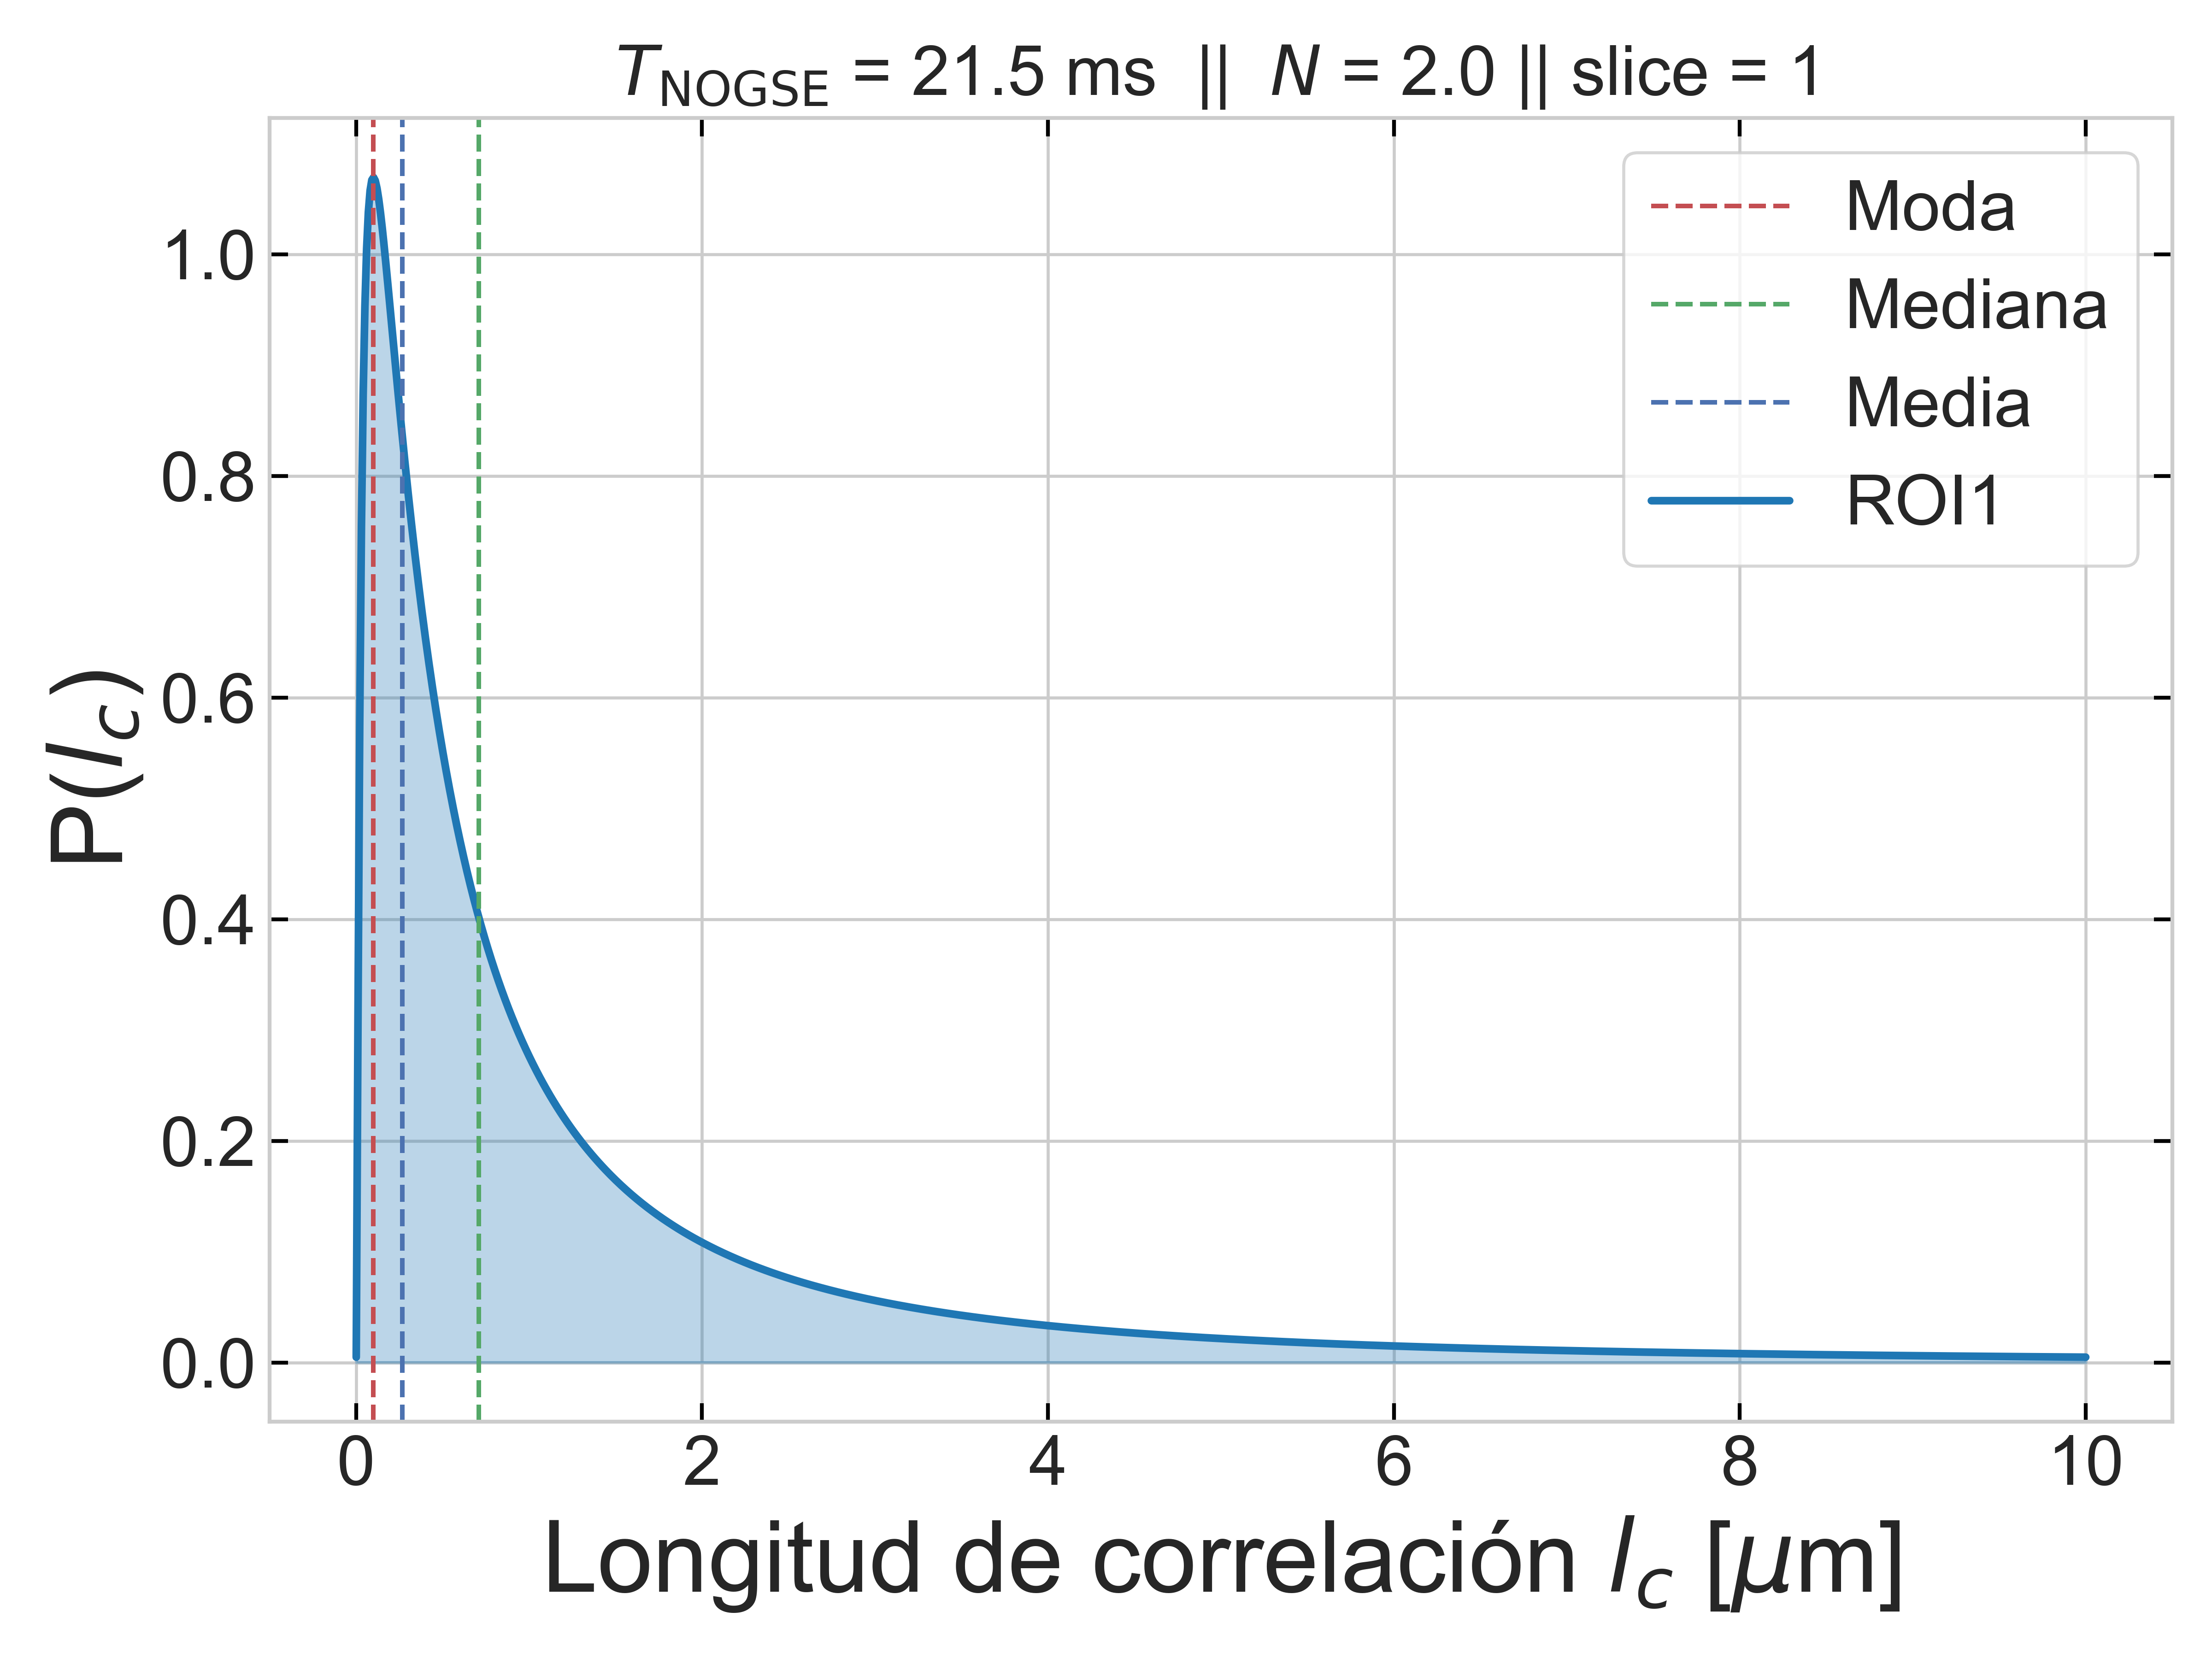 T_NOGSE = 21.5 ms || N = 2.0 || slice = 1
Moda
Mediana
Media
ROI1
P(l_c)
1.0
0.8
0.6
0.4
0.2
0.0
0 2 4 6 8 10
Longitud de correlación l_c [μm]